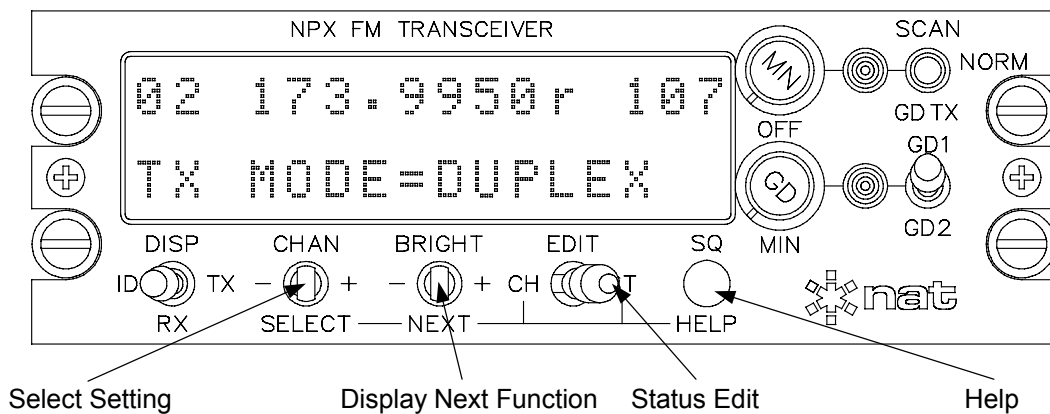 NPX FM TRANSCEIVER
SCAN
02 173.9950r 107
MN
NORM
OFF
GD TX
TX MODE=DUPLEX
GD1
GD
GD2
MIN
DISP CHAN BRIGHT EDIT SQ
ID TX - + - + CH T
RX SELECT NEXT HELP
nat
Select Setting Display Next Function Status Edit Help